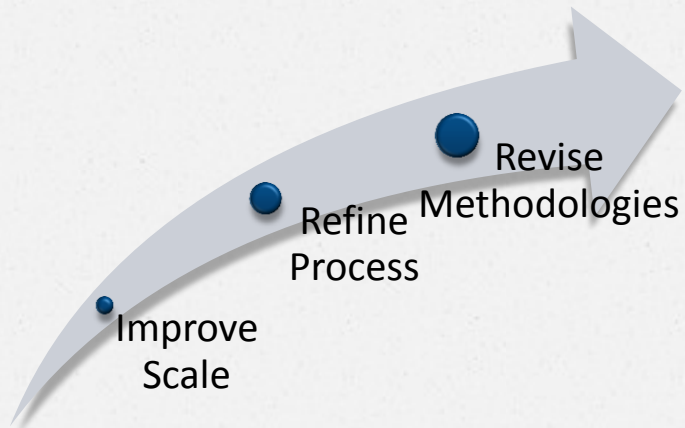 Improve
Scale
Refine
Process
Revise
Methodologies